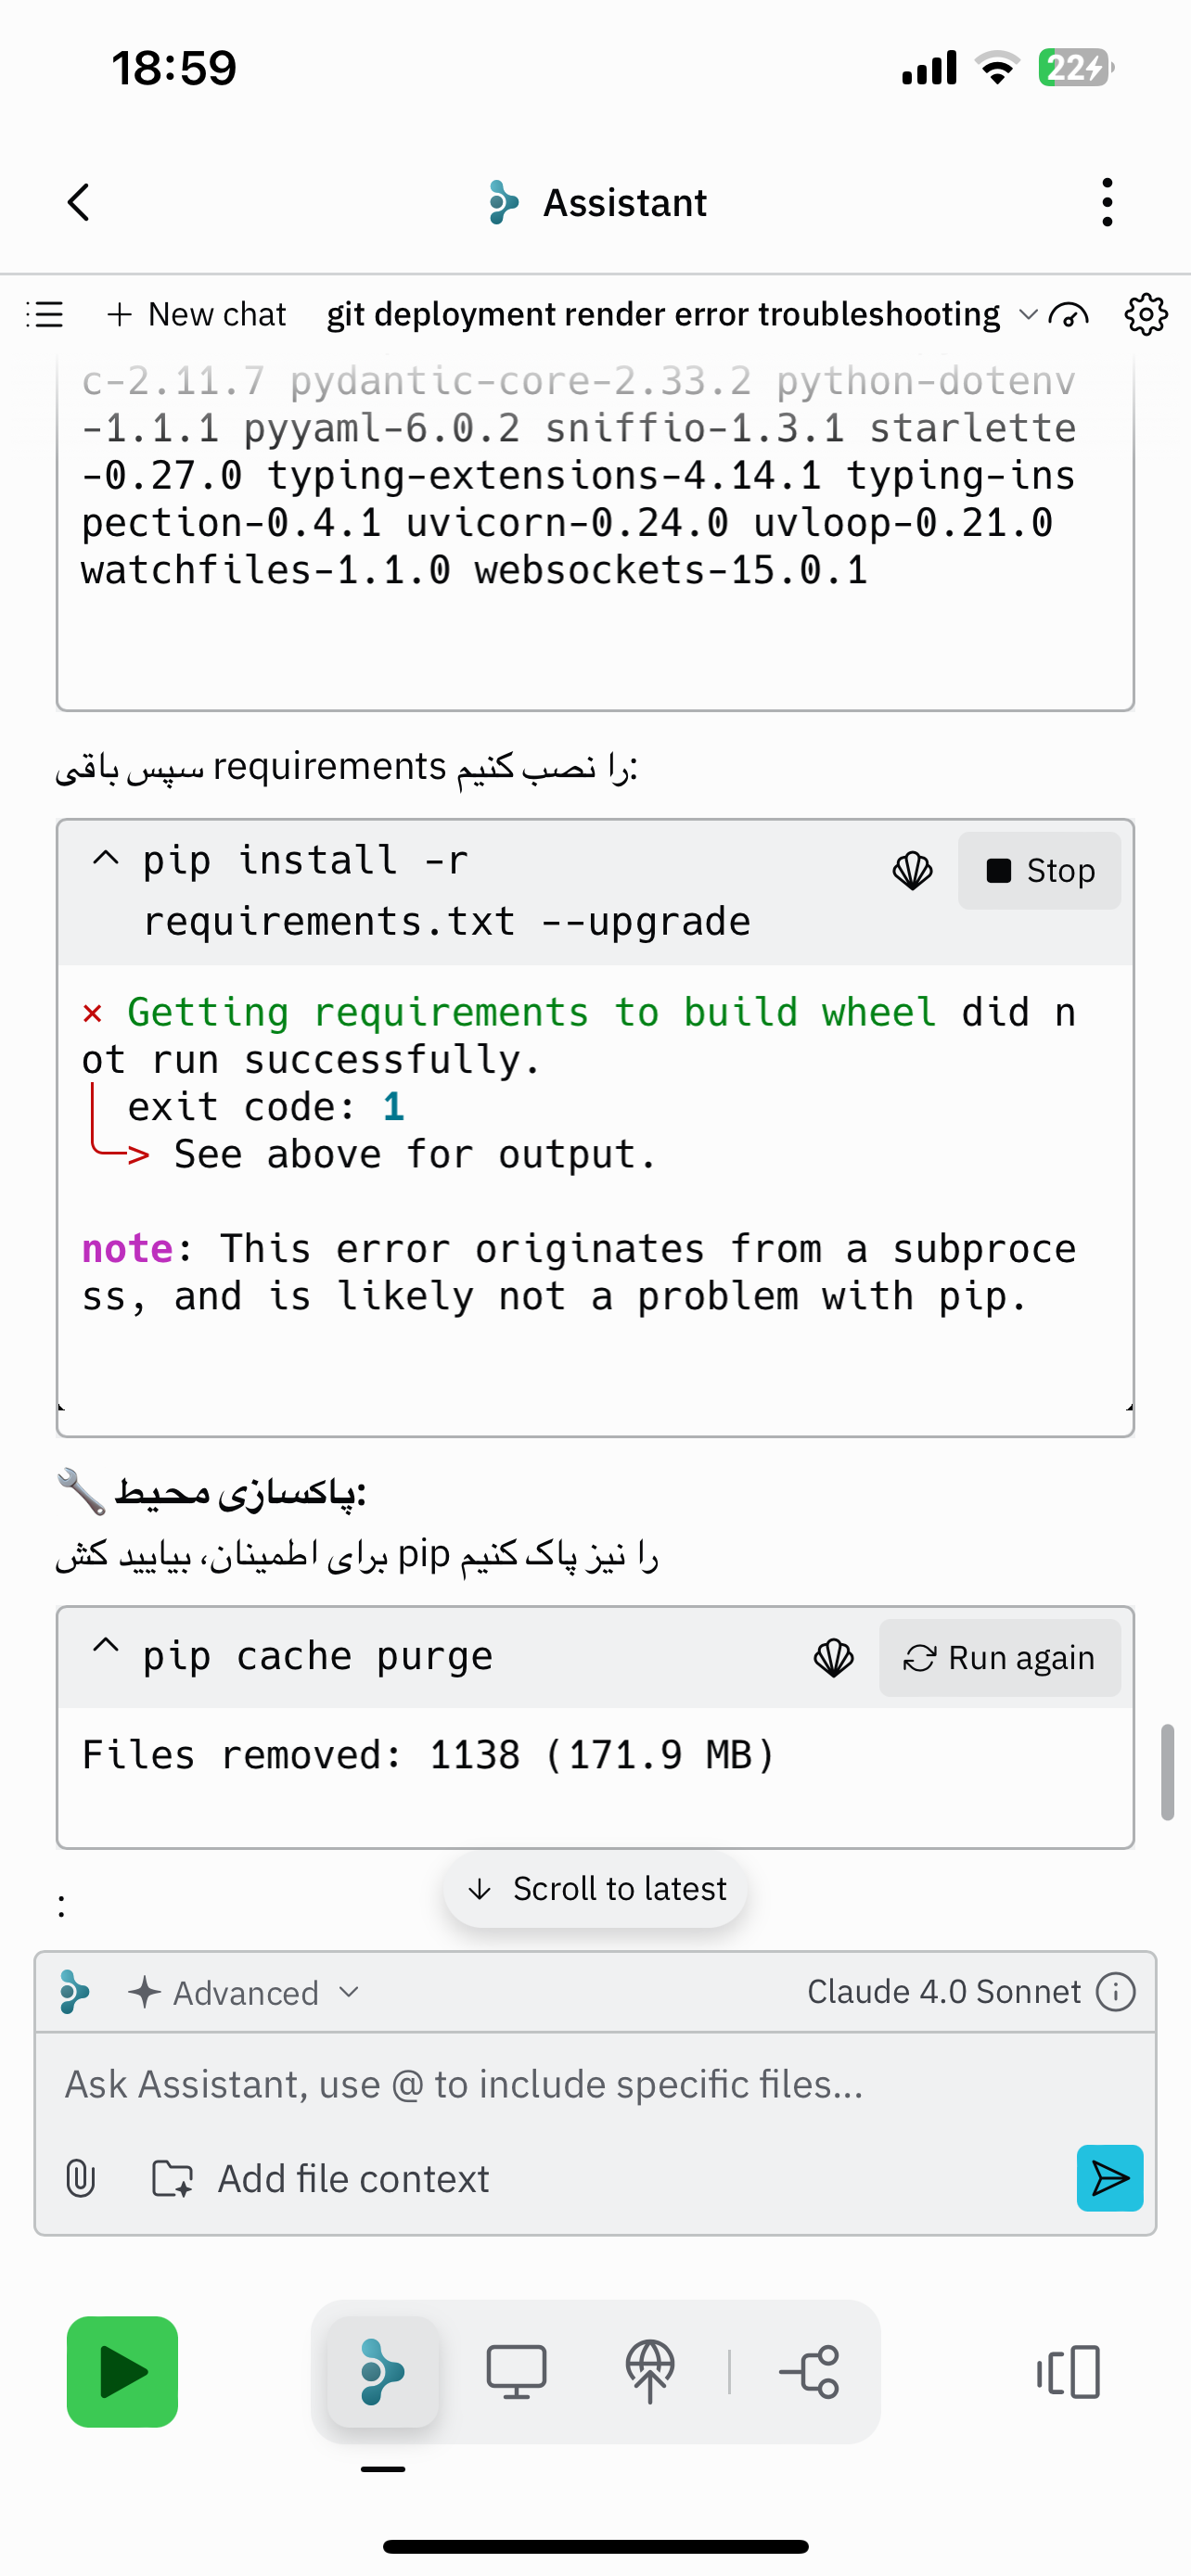 18:59
22
Assistant
New chat
git deployment render error troubleshooting
c-2.11.7 pydantic-core-2.33.2 python-dotenv
-1.1.1 pyyaml-6.0.2 sniffio-1.3.1 starlette
-0.27.0 typing-extensions-4.14.1 typing-ins
pection-0.4.1 uvicorn-0.24.0 uvloop-0.21.0
watchfiles-1.1.0 websockets-15.0.1
سپس باقی requirements را نصب کنیم:
pip install -r
requirements.txt --upgrade
Stop
× Getting requirements to build wheel did n
ot run successfully.
│ exit code: 1
╰─> See above for output.
note: This error originates from a subproce
ss, and is likely not a problem with pip.
🔧 پاکسازی محیط:
برای اطمینان، بیایید کش pip را نیز پاک کنیم
pip cache purge
Run again
Files removed: 1138 (171.9 MB)
:
Scroll to latest
Advanced
Claude 4.0 Sonnet
Ask Assistant, use @ to include specific files...
Add file context